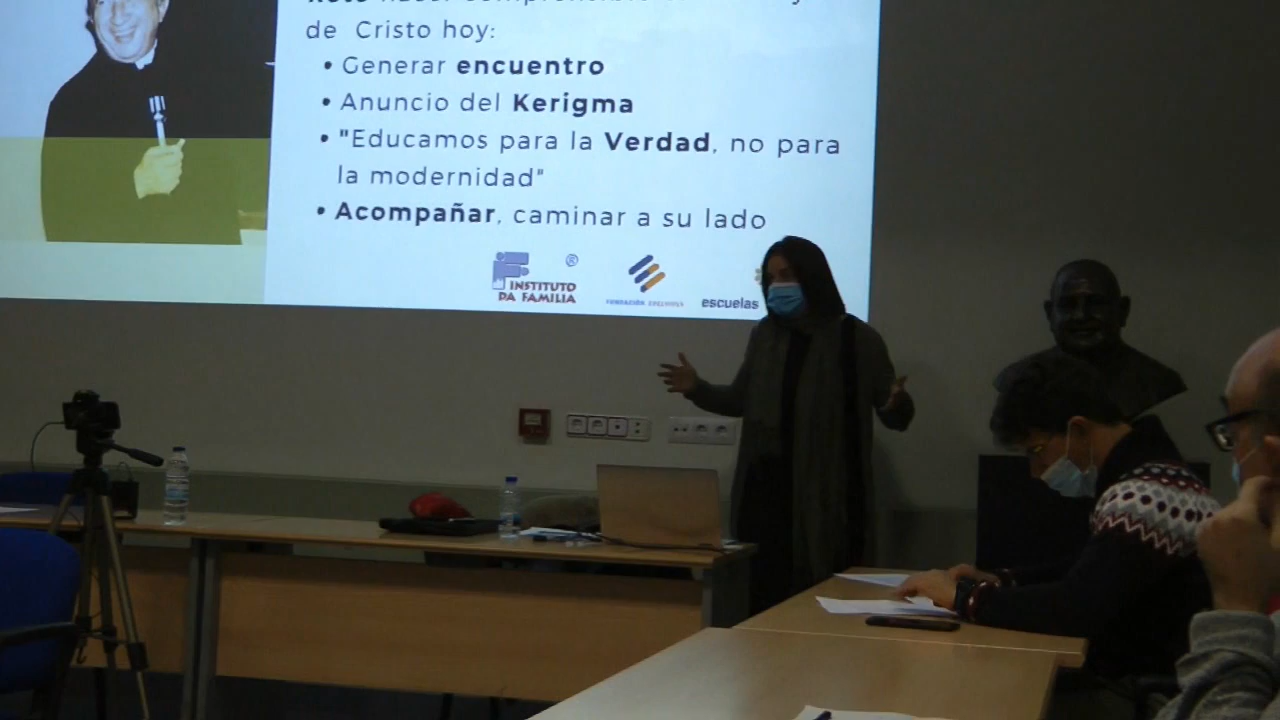 de Cristo hoy:
• Generar encuentro
• Anuncio del Kerigma
• "Educamos para la Verdad, no para
la modernidad"
• Acompañar, caminar a su lado
®
INSTITUTO
DA FAMILIA
FUNDACIÓN
escuelas